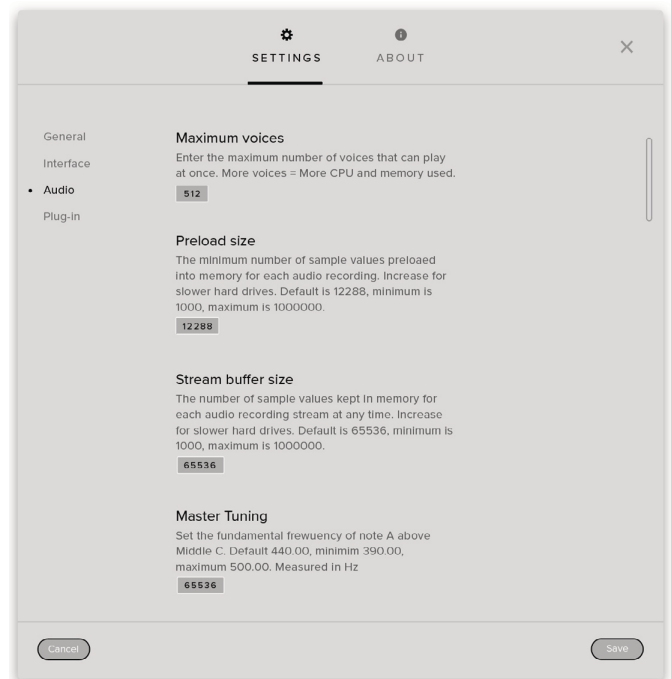 SETTINGS
ABOUT
General
Interface
Audio
Plug-in
Maximum voices
Enter the maximum number of voices that can play
at once. More voices = More CPU and memory used.
512
Preload size
The minimum number of sample values preloaed
into memory for each audio recording. Increase for
slower hard drives. Default is 12288, minimum is
1000, maximum is 1000000.
12288
Stream buffer size
The number of sample values kept in memory for
each audio recording stream at any time. Increase
for slower hard drives. Default is 65536, minimum is
1000, maximum is 1000000.
65536
Master Tuning
Set the fundamental frewuency of note A above
Middle C. Default 440.00, minimim 390.00,
maximum 500.00. Measured in Hz
65536
Cancel
Save